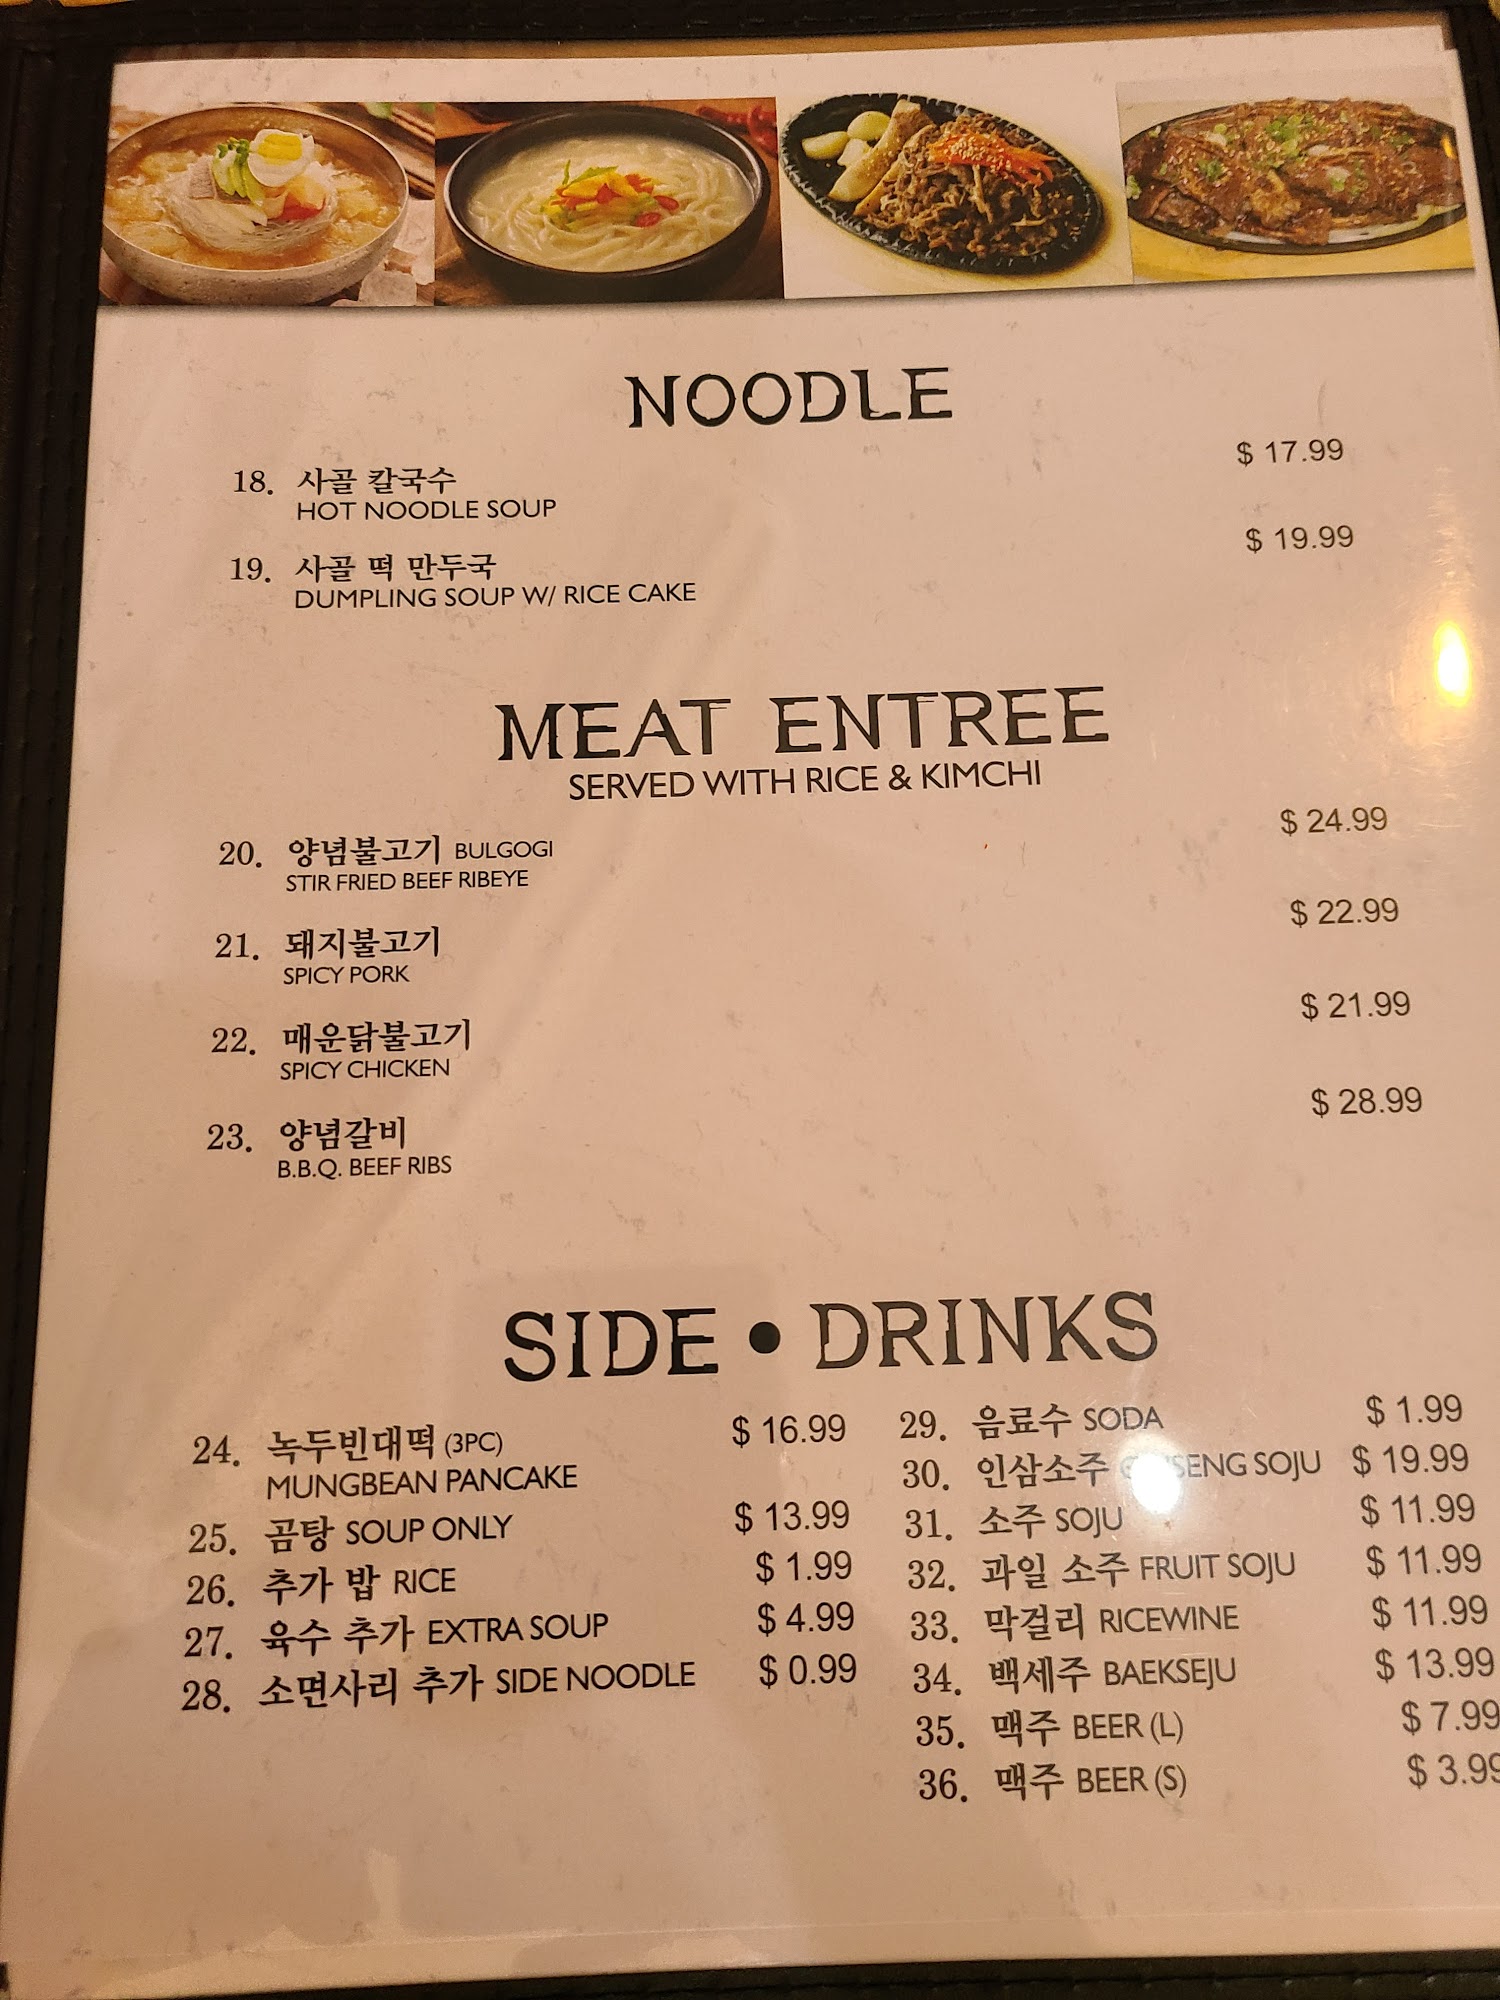 NOODLE
18. 사골 칼국수 $ 17.99
HOT NOODLE SOUP
19. 사골 떡 만두국 $ 19.99
DUMPLING SOUP W/ RICE CAKE
MEAT ENTREE
SERVED WITH RICE & KIMCHI
20. 양념불고기 BULGOGI $ 24.99
STIR FRIED BEEF RIBEYE
21. 돼지불고기 $ 22.99
SPICY PORK
22. 매운닭불고기 $ 21.99
SPICY CHICKEN
23. 양념갈비 $ 28.99
B.B.Q. BEEF RIBS
SIDE • DRINKS
24. 녹두빈대떡 (3PC) $ 16.99
MUNGBEAN PANCAKE
25. 곰탕 SOUP ONLY $ 13.99
26. 추가 밥 RICE $ 1.99
27. 육수 추가 EXTRA SOUP $ 4.99
28. 소면사리 추가 SIDE NOODLE $ 0.99
29. 음료수 SODA $ 1.99
30. 인삼소주 GINSENG SOJU $ 19.99
31. 소주 SOJU $ 11.99
32. 과일 소주 FRUIT SOJU $ 11.99
33. 막걸리 RICEWINE $ 11.99
34. 백세주 BAEKSEJU $ 13.99
35. 맥주 BEER (L) $ 7.99
36. 맥주 BEER (S) $ 3.99